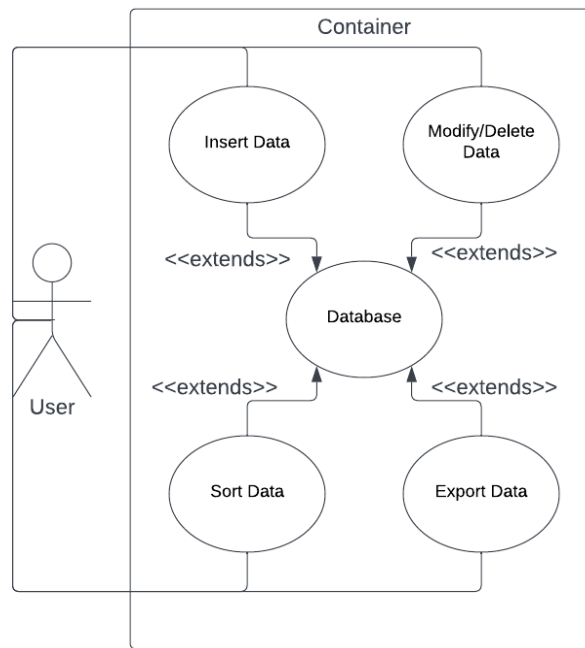 Container
Insert Data
Modify/Delete
Data
<<extends>>
<<extends>>
Database
<<extends>>
<<extends>>
User
Sort Data
Export Data